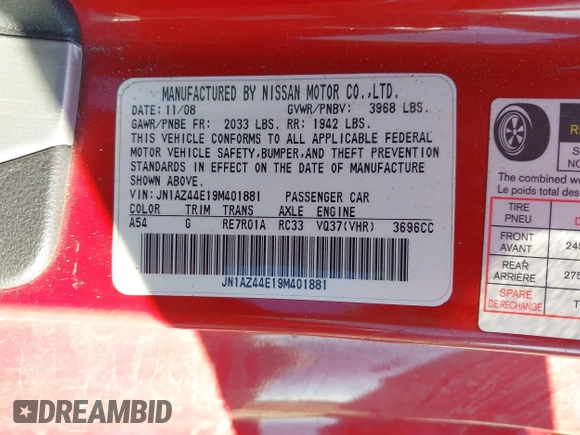 MANUFACTURED BY NISSAN MOTOR CO.,LTD.
DATE: 11/08 GVWR/PNBV: 3968 LBS.
GAWR/PNBE FR: 2033 LBS. RR: 1942 LBS.
THIS VEHICLE CONFORMS TO ALL APPLICABLE FEDERAL
MOTOR VEHICLE SAFETY,BUMPER,AND THEFT PREVENTION
STANDARDS IN EFFECT ON THE DATE OF MANUFACTURE
SHOWN ABOVE.
VIN: JN1AZ44E19M401881 PASSENGER CAR
COLOR TRIM TRANS AXLE ENGINE
A54 G RE7R01A RC33 VQ37(VHR) 3696CC
JN1AZ44E19M401881
The combined we
Le poids total des
TIRE
PNEU
FRONT
AVANT
REAR
ARRIÈRE
275
SPARE
DE RECHANGE
DREAMBID